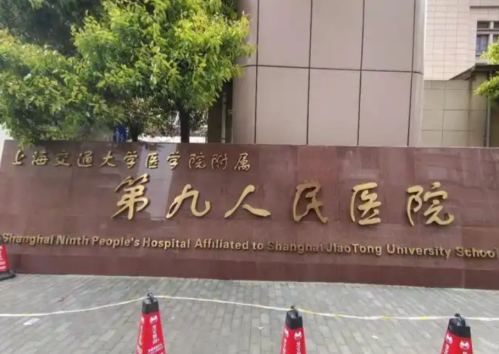 上海交通大学医学院附属
第九人民医院
Shanghai Ninth People's Hospital Affiliated to Shanghai JiaoTong University School